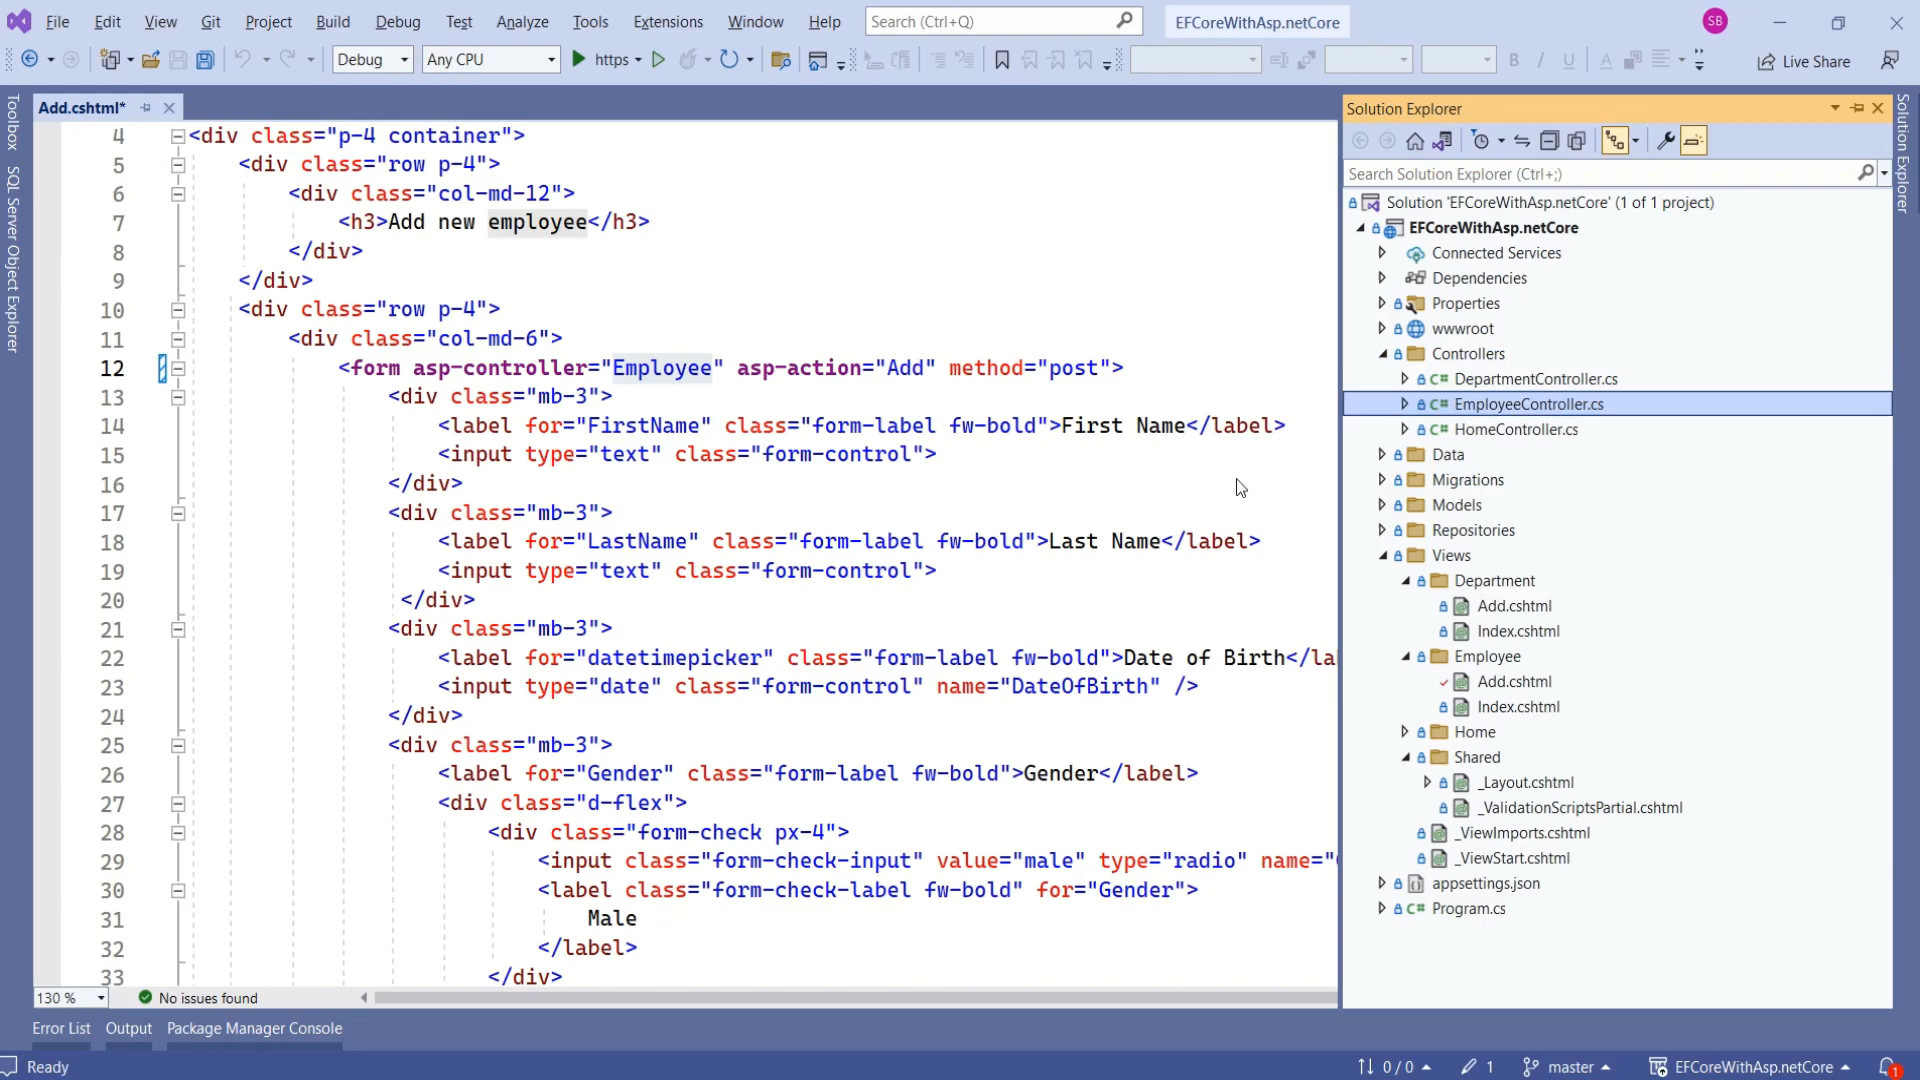 File Edit View Git Project Build Debug Test Analyze Tools Extensions Window Help Search (Ctrl+Q) EFCoreWithAsp.netCore SB
Debug Any CPU https Live Share
Add.cshtml*
Toolbox
SQL Server Object Explorer
4 <div class="p-4 container">
5 <div class="row p-4">
6 <div class="col-md-12">
7 <h3>Add new employee</h3>
8 </div>
9 </div>
10 <div class="row p-4">
11 <div class="col-md-6">
12 <form asp-controller="Employee" asp-action="Add" method="post">
13 <div class="mb-3">
14 <label for="FirstName" class="form-label fw-bold">First Name</label>
15 <input type="text" class="form-control">
16 </div>
17 <div class="mb-3">
18 <label for="LastName" class="form-label fw-bold">Last Name</label>
19 <input type="text" class="form-control">
20 </div>
21 <div class="mb-3">
22 <label for="datetimepicker" class="form-label fw-bold">Date of Birth</la
23 <input type="date" class="form-control" name="DateOfBirth" />
24 </div>
25 <div class="mb-3">
26 <label for="Gender" class="form-label fw-bold">Gender</label>
27 <div class="d-flex">
28 <div class="form-check px-4">
29 <input class="form-check-input" value="male" type="radio" name="
30 <label class="form-check-label fw-bold" for="Gender">
31 Male
32 </label>
33 </div>
130 % No issues found
Solution Explorer
Search Solution Explorer (Ctrl+;)
Solution 'EFCoreWithAsp.netCore' (1 of 1 project)
EFCoreWithAsp.netCore
Connected Services
Dependencies
Properties
wwwroot
Controllers
C# DepartmentController.cs
C# EmployeeController.cs
C# HomeController.cs
Data
Migrations
Models
Repositories
Views
Department
Add.cshtml
Index.cshtml
Employee
Add.cshtml
Index.cshtml
Home
Shared
_Layout.cshtml
_ValidationScriptsPartial.cshtml
_ViewImports.cshtml
_ViewStart.cshtml
appsettings.json
C# Program.cs
Solution Explorer
Error List Output Package Manager Console
Ready 0 / 0 1 master EFCoreWithAsp.netCore 1